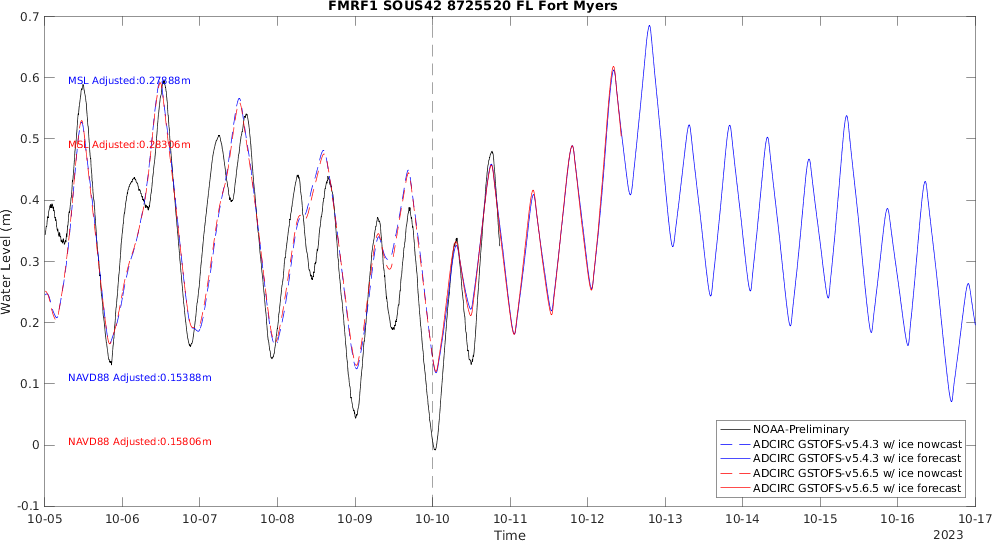 FMRF1 SOUS42 8725520 FL Fort Myers
0.7
0.6
0.5
0.4
0.3
0.2
0.1
0
-0.1
Water Level (m)
MSL Adjusted:0.27888m
MSL Adjusted:0.28306m
NAVD88 Adjusted:0.15388m
NAVD88 Adjusted:0.15806m
NOAA-Preliminary
ADCIRC GSTOFS-v5.4.3 w/ ice nowcast
ADCIRC GSTOFS-v5.4.3 w/ ice forecast
ADCIRC GSTOFS-v5.6.5 w/ ice nowcast
ADCIRC GSTOFS-v5.6.5 w/ ice forecast
10-05 10-06 10-07 10-08 10-09 10-10 10-11 10-12 10-13 10-14 10-15 10-16 10-17
Time
2023